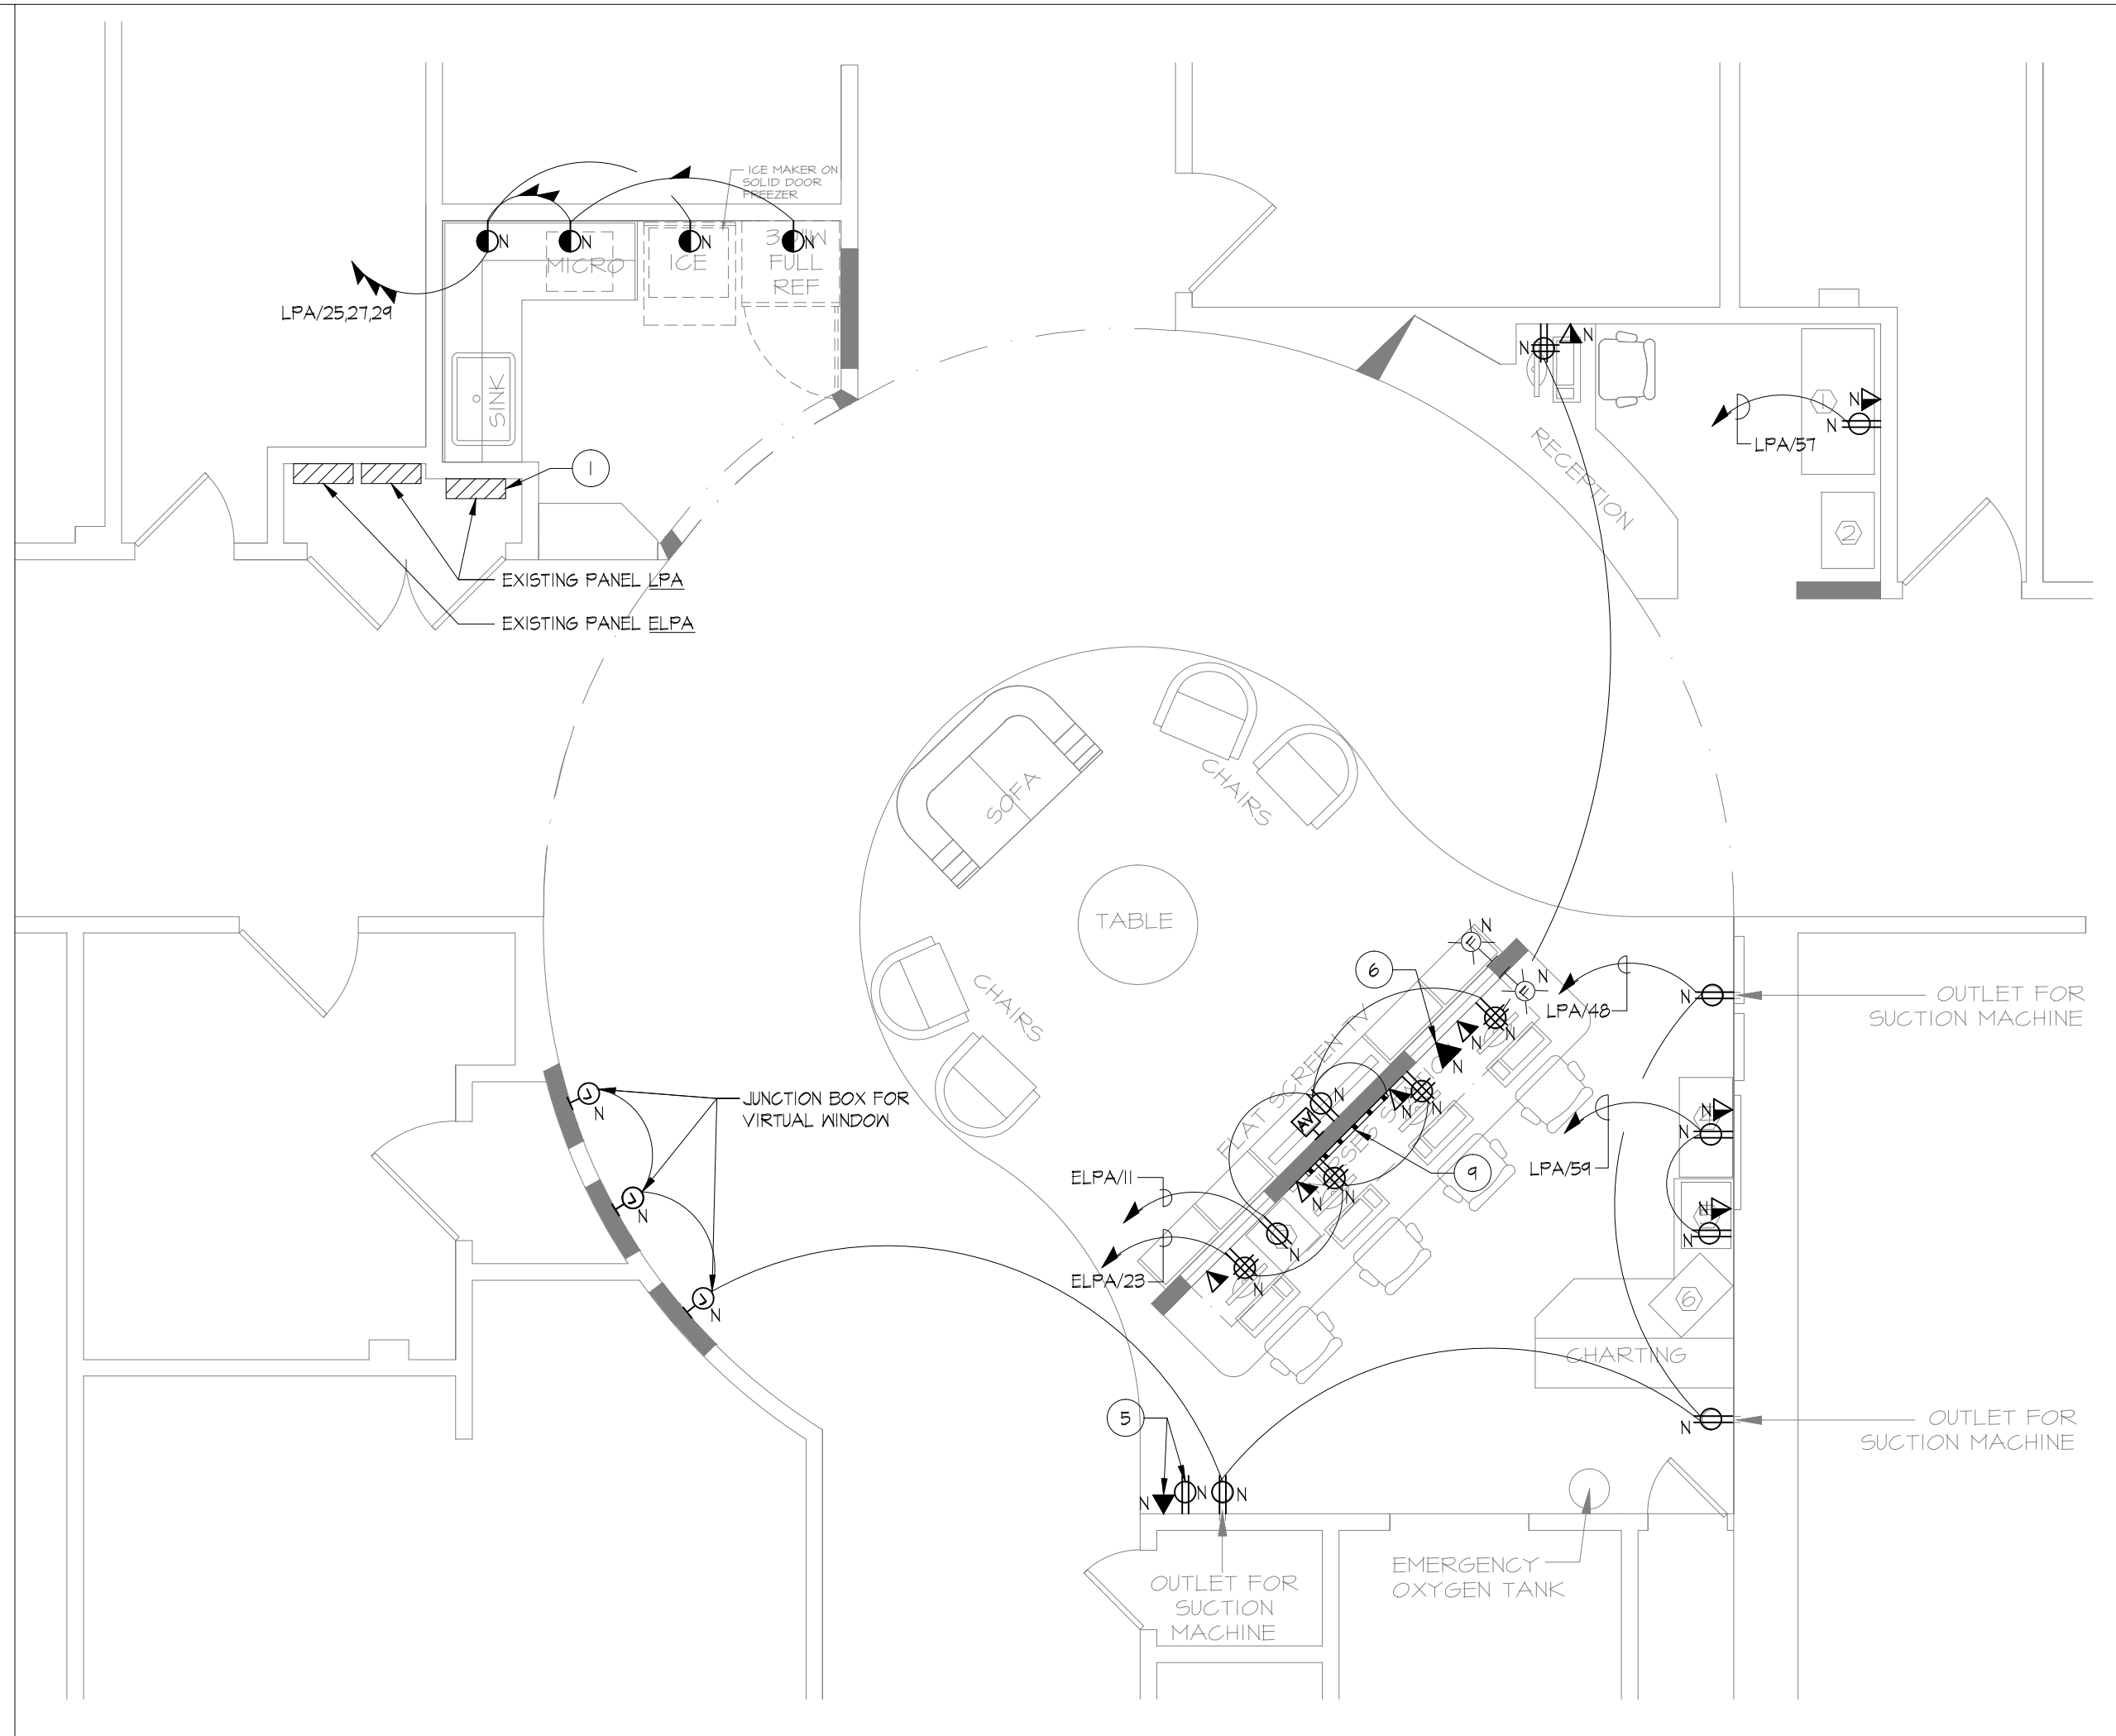 ICE MAKER ON
SOLID DOOR
FREEZER
N
N
N
N
MICRO
ICE
FULL
REF
LPA/25,27,29
SINK
1
EXISTING PANEL LPA
EXISTING PANEL ELPA
N
N
RECEPTION
1
N
N
LPA/57
2
SOFA
CHAIRS
TABLE
CHAIRS
6
N
F
N
F
LPA/48
N
OUTLET FOR
SUCTION MACHINE
FLAT SCREEN TV
N
N
N
N
N
N
AV
J
N
J
N
J
N
JUNCTION BOX FOR
VIRTUAL WINDOW
ELPA/11
ELPA/23
9
N
N
N
N
LPA/59
N
N
N
N
6
CHARTING
5
N
N
N
N
OUTLET FOR
SUCTION MACHINE
OUTLET FOR
SUCTION
MACHINE
EMERGENCY
OXYGEN TANK